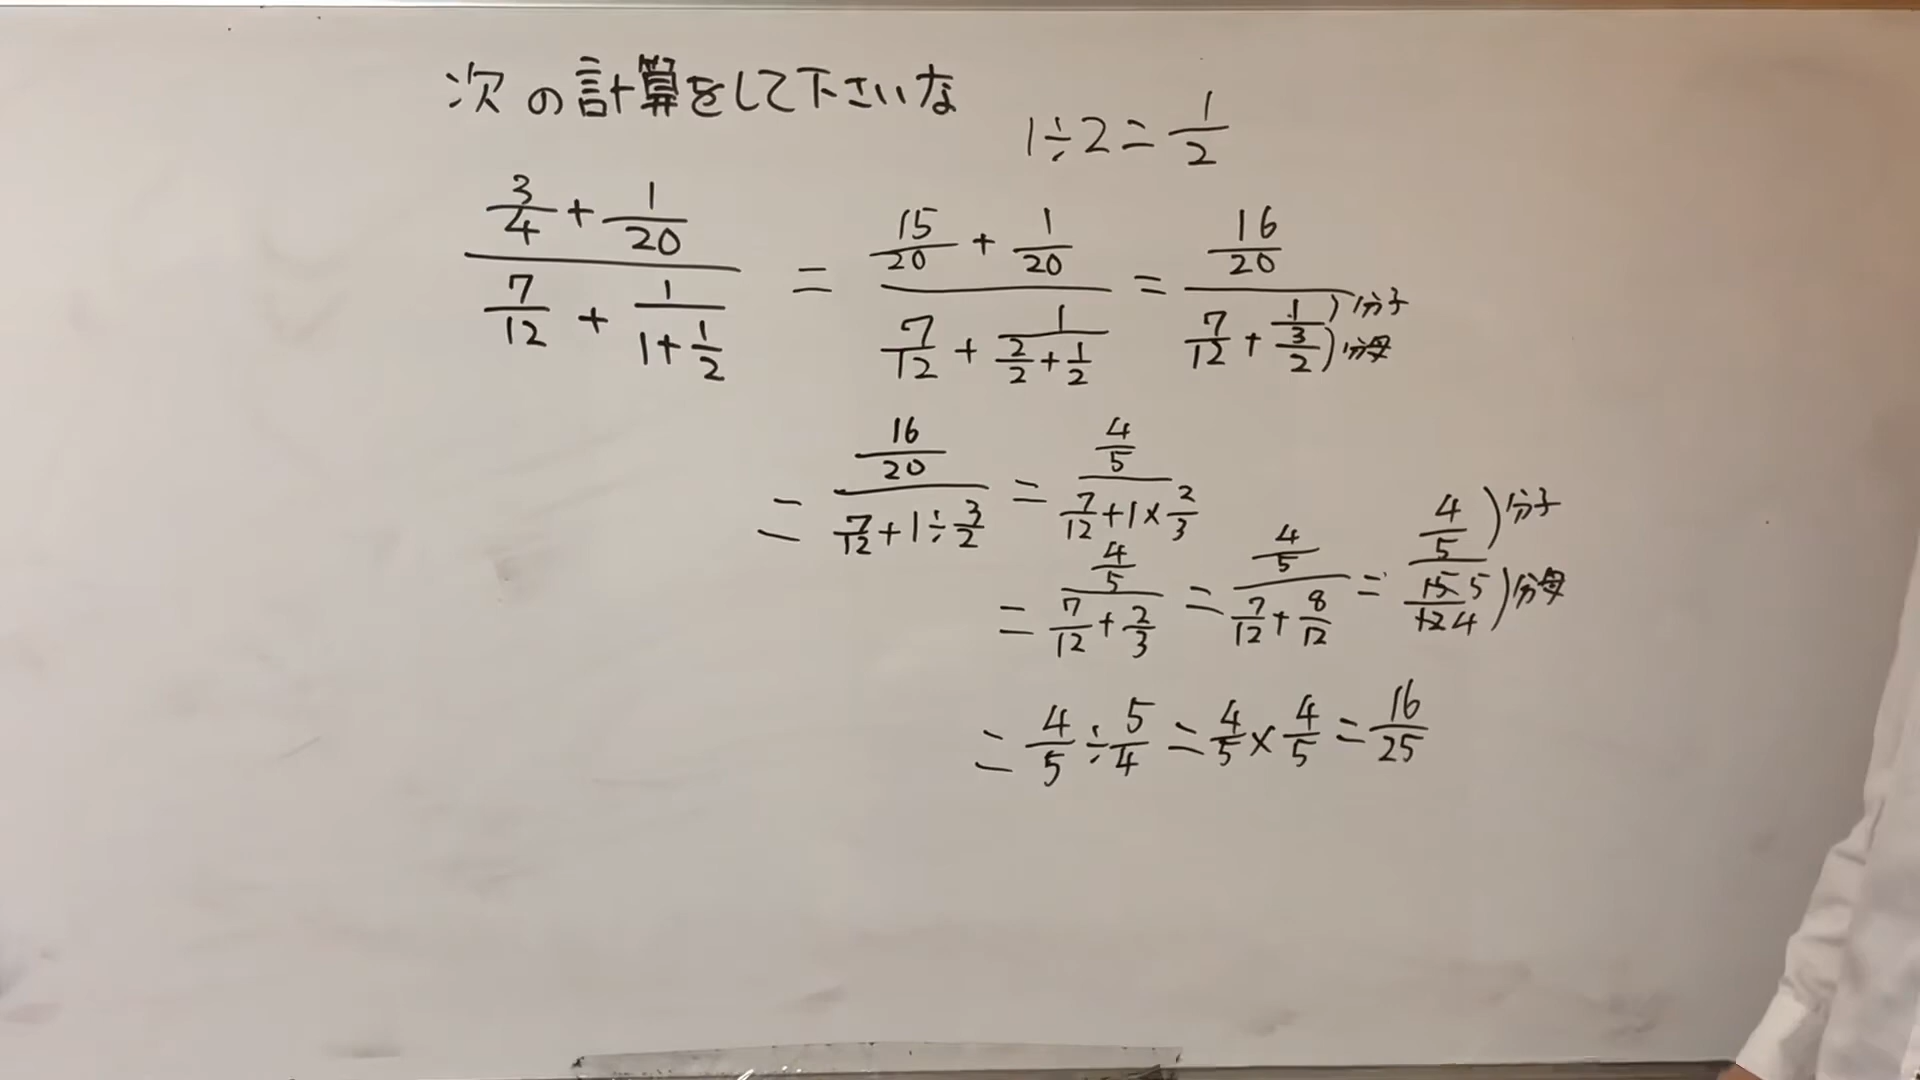 次の計算をして下さいな
1÷2=1/2
(3/4+1/20)/(7/12+1/(1+1/2)) = (15/20+1/20)/(7/12+1/(2/2+1/2)) = (16/20)/(7/12+1/(3/2)) )分子 )分母
= (16/20)/(7/12+1÷3/2) = (4/5)/(7/12+1×2/3)
= (4/5)/(7/12+2/3) = (4/5)/(7/12+8/12) = (4/5)/(15/12 5/4) )分子 )分母
= 4/5÷5/4 = 4/5×4/5 = 16/25